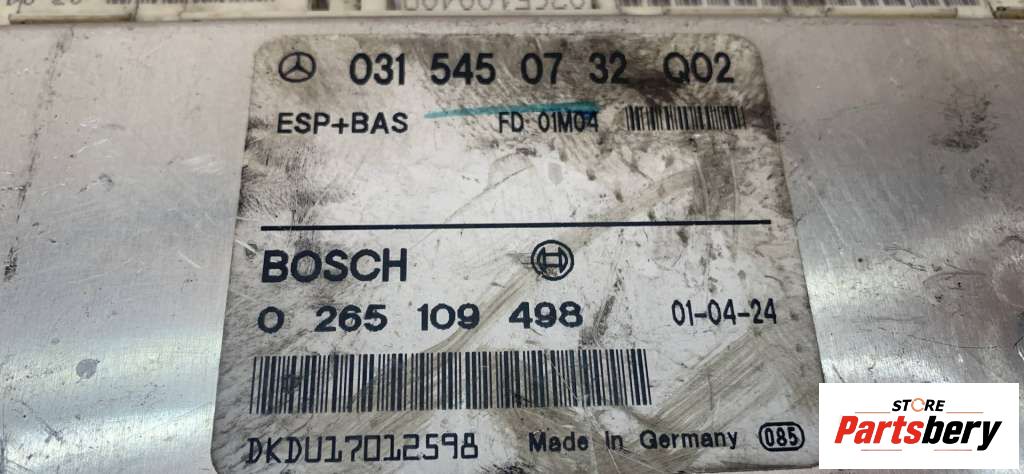 031 545 07 32 Q02
ESP+BAS FD 01M04
BOSCH
0 265 109 498 01-04-24
DKDU17012598 Made in Germany 085
STORE
Partsbery